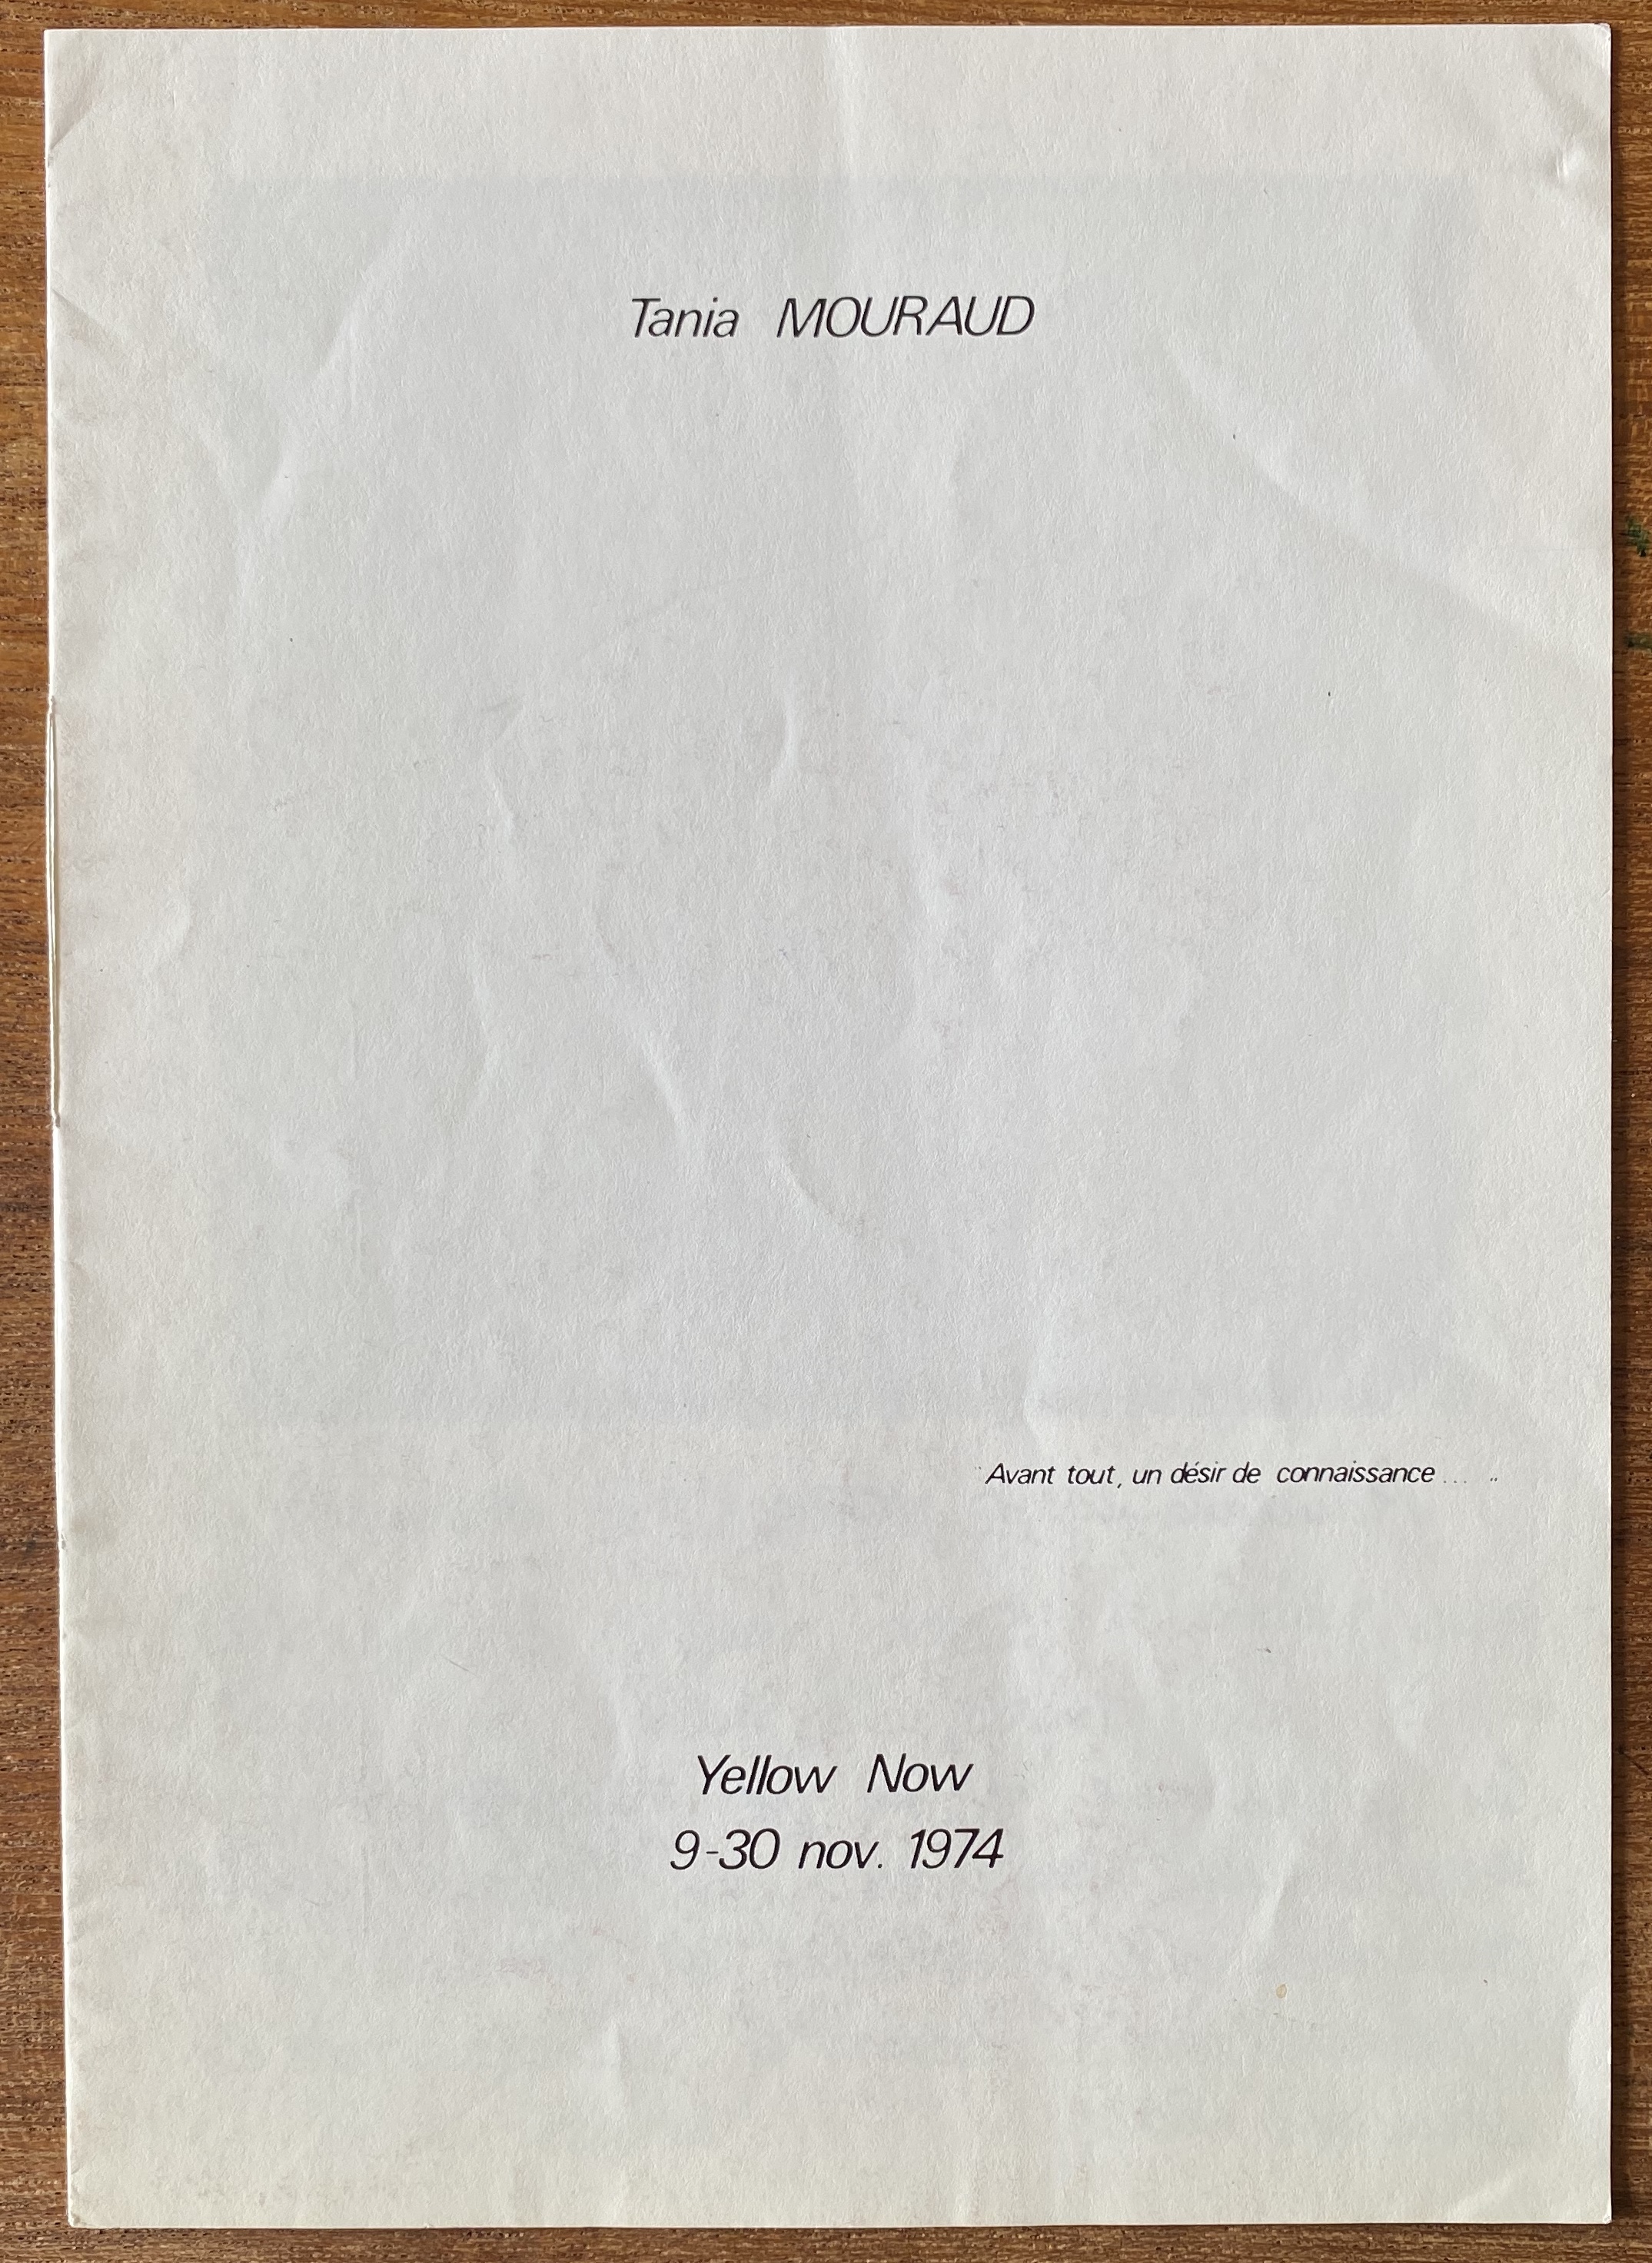 Tania MOURAUD
"Avant tout, un désir de connaissance... "
Yellow Now
9-30 nov. 1974